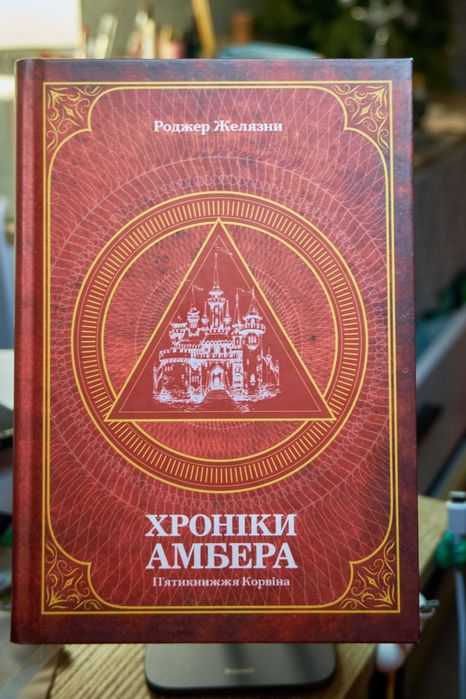 Роджер Желязни
ХРОНІКИ
АМБЕРА
П'ятикнижжя Корвіна